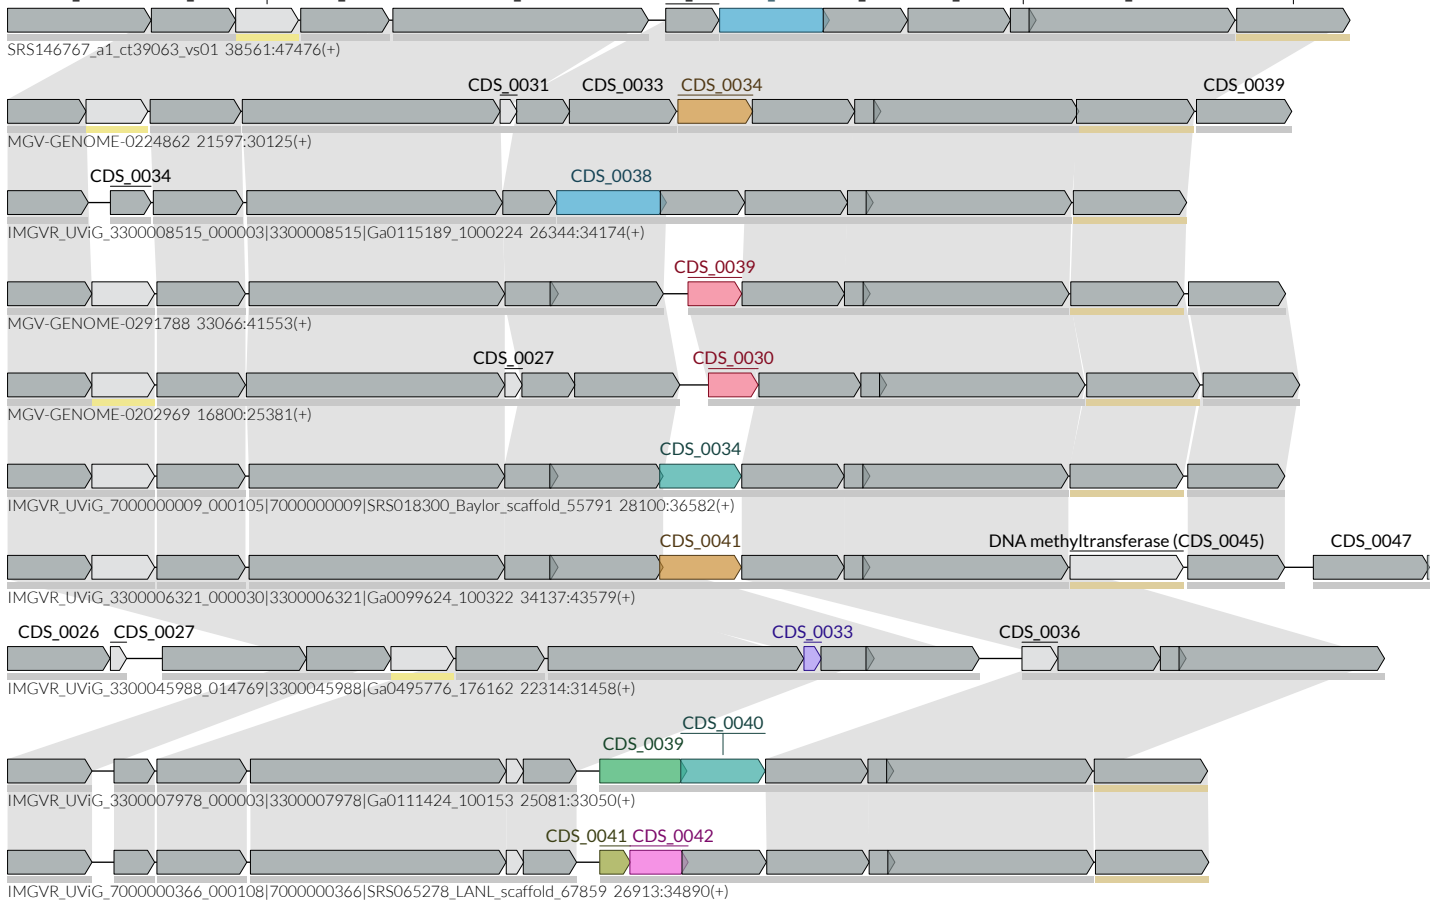 SRS146767_a1_ct39063_vs01 38561:47476(+)
CDS_0031 CDS_0033 CDS_0034 CDS_0039
MGV-GENOME-0224862 21597:30125(+)
CDS_0034 CDS_0038
IMGVR_UViG_3300008515_000003|3300008515|Ga0115189_1000224 26344:34174(+)
CDS_0039
MGV-GENOME-0291788 33066:41553(+)
CDS_0027 CDS_0030
MGV-GENOME-0202969 16800:25381(+)
CDS_0034
IMGVR_UViG_7000000009_000105|7000000009|SRS018300_Baylor_scaffold_55791 28100:36582(+)
CDS_0041 DNA methyltransferase (CDS_0045) CDS_0047
IMGVR_UViG_3300006321_000030|3300006321|Ga0099624_100322 34137:43579(+)
CDS_0026 CDS_0027 CDS_0033 CDS_0036
IMGVR_UViG_3300045988_014769|3300045988|Ga0495776_176162 22314:31458(+)
CDS_0040
CDS_0039
IMGVR_UViG_3300007978_000003|3300007978|Ga0111424_100153 25081:33050(+)
CDS_0041 CDS_0042
IMGVR_UViG_7000000366_000108|7000000366|SRS065278_LANL_scaffold_67859 26913:34890(+)